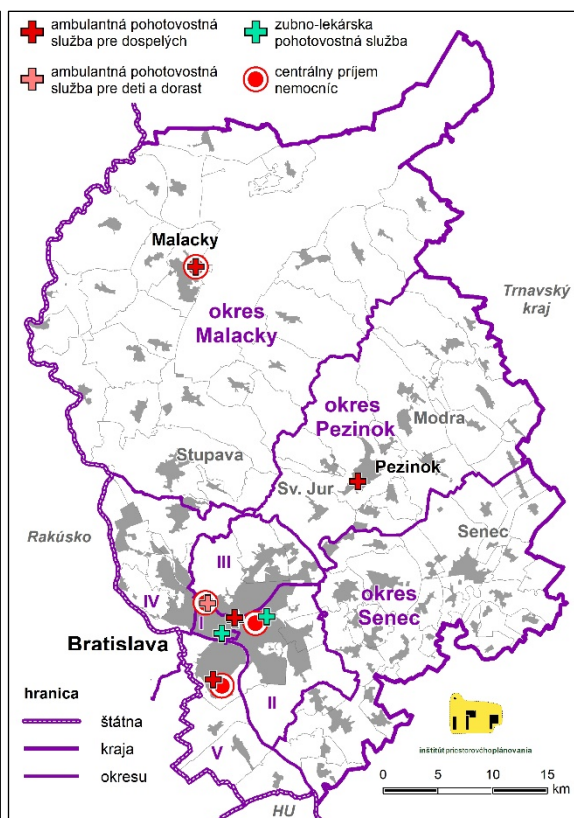 ambulantná pohotovostná
služba pre dospelých
zubno-lekárska
pohotovostná služba
ambulantná pohotovostná
služba pre deti a dorast
centrálny príjem
nemocníc
Malacky
okres
Malacky
Trnavský
kraj
okres
Pezinok
Modra
Stupava
Pezinok
Sv. Jur
Rakúsko
Senec
III
IV
okres
Senec
I
Bratislava
hranica
II
štátna
V
kraja
inštitút priestorovéhoplánovania
okresu
0 5 10 15
km
HU